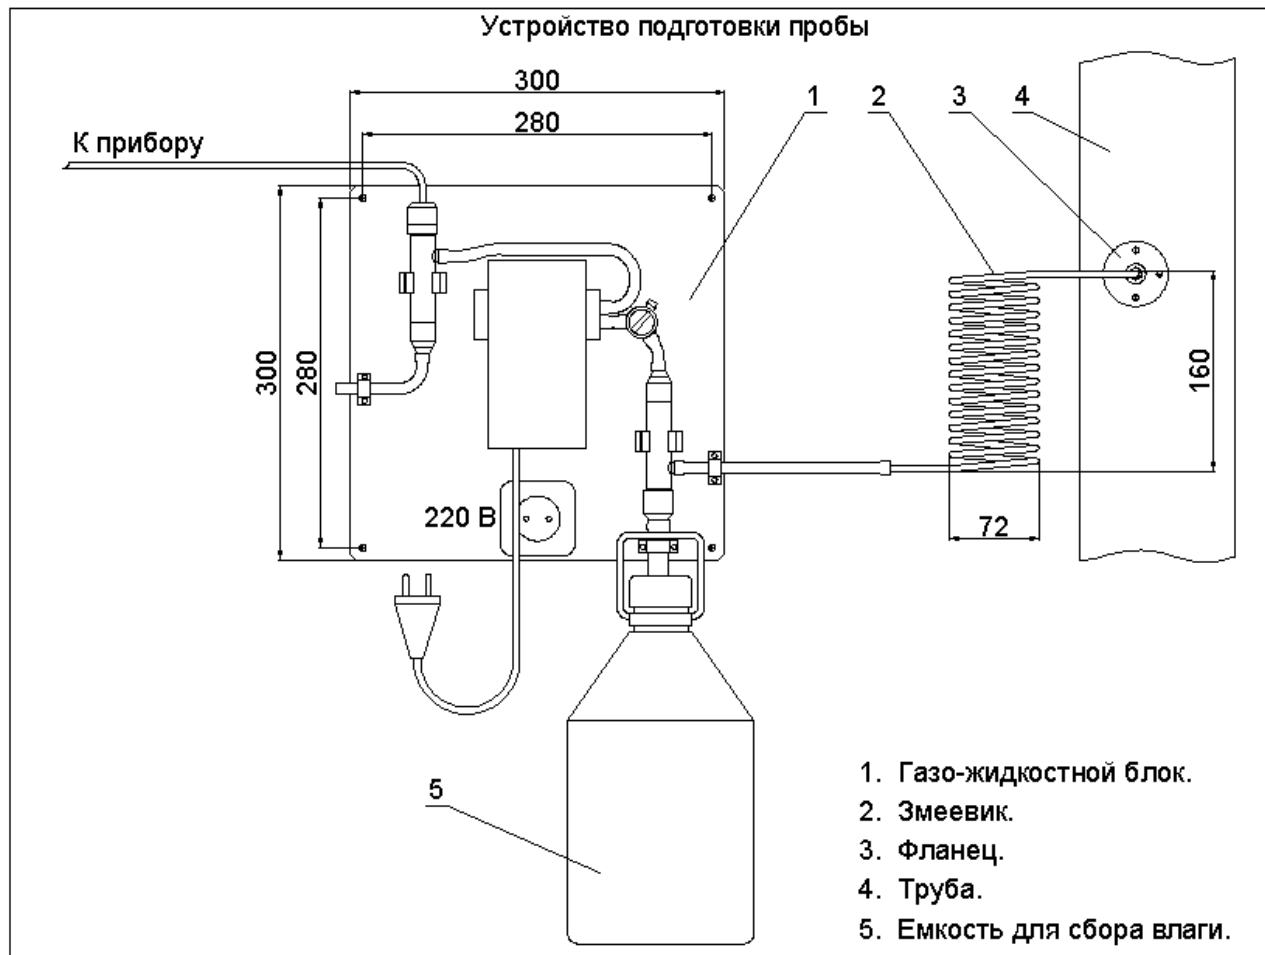 Устройство подготовки пробы
300
1
2
3
4
280
К прибору
300
280
160
220 В
72
5
1. Газо-жидкостной блок.
2. Змеевик.
3. Фланец.
4. Труба.
5. Емкость для сбора влаги.